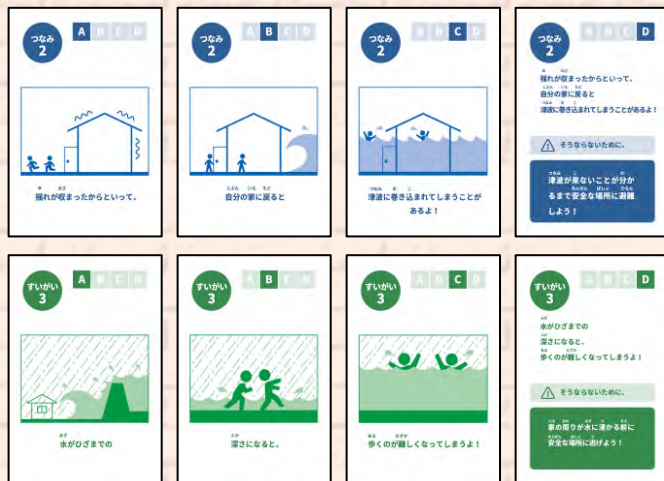 つなみ
2
A B C D
揺れが収まったからといって、
つなみ
2
A B C D
自分の家に戻ると
つなみ
2
A B C D
津波に巻き込まれてしまうことが
あるよ!
つなみ
2
A B C D
揺れが収まったからといって、
自分の家に戻ると
津波に巻き込まれてしまうことがあるよ!
そうならないために、
津波が来ないことが分か
るまで安全な場所に避難
しよう!
すいがい
3
A B C D
水がひざまでの
すいがい
3
A B C D
深さになると、
すいがい
3
A B C D
歩くのが難しくなってしまうよ!
すいがい
3
A B C D
水がひざまでの
深さになると、
歩くのが難しくなってしまうよ!
そうならないために、
家の周りが水に浸かる前に
安全な場所に逃げよう!